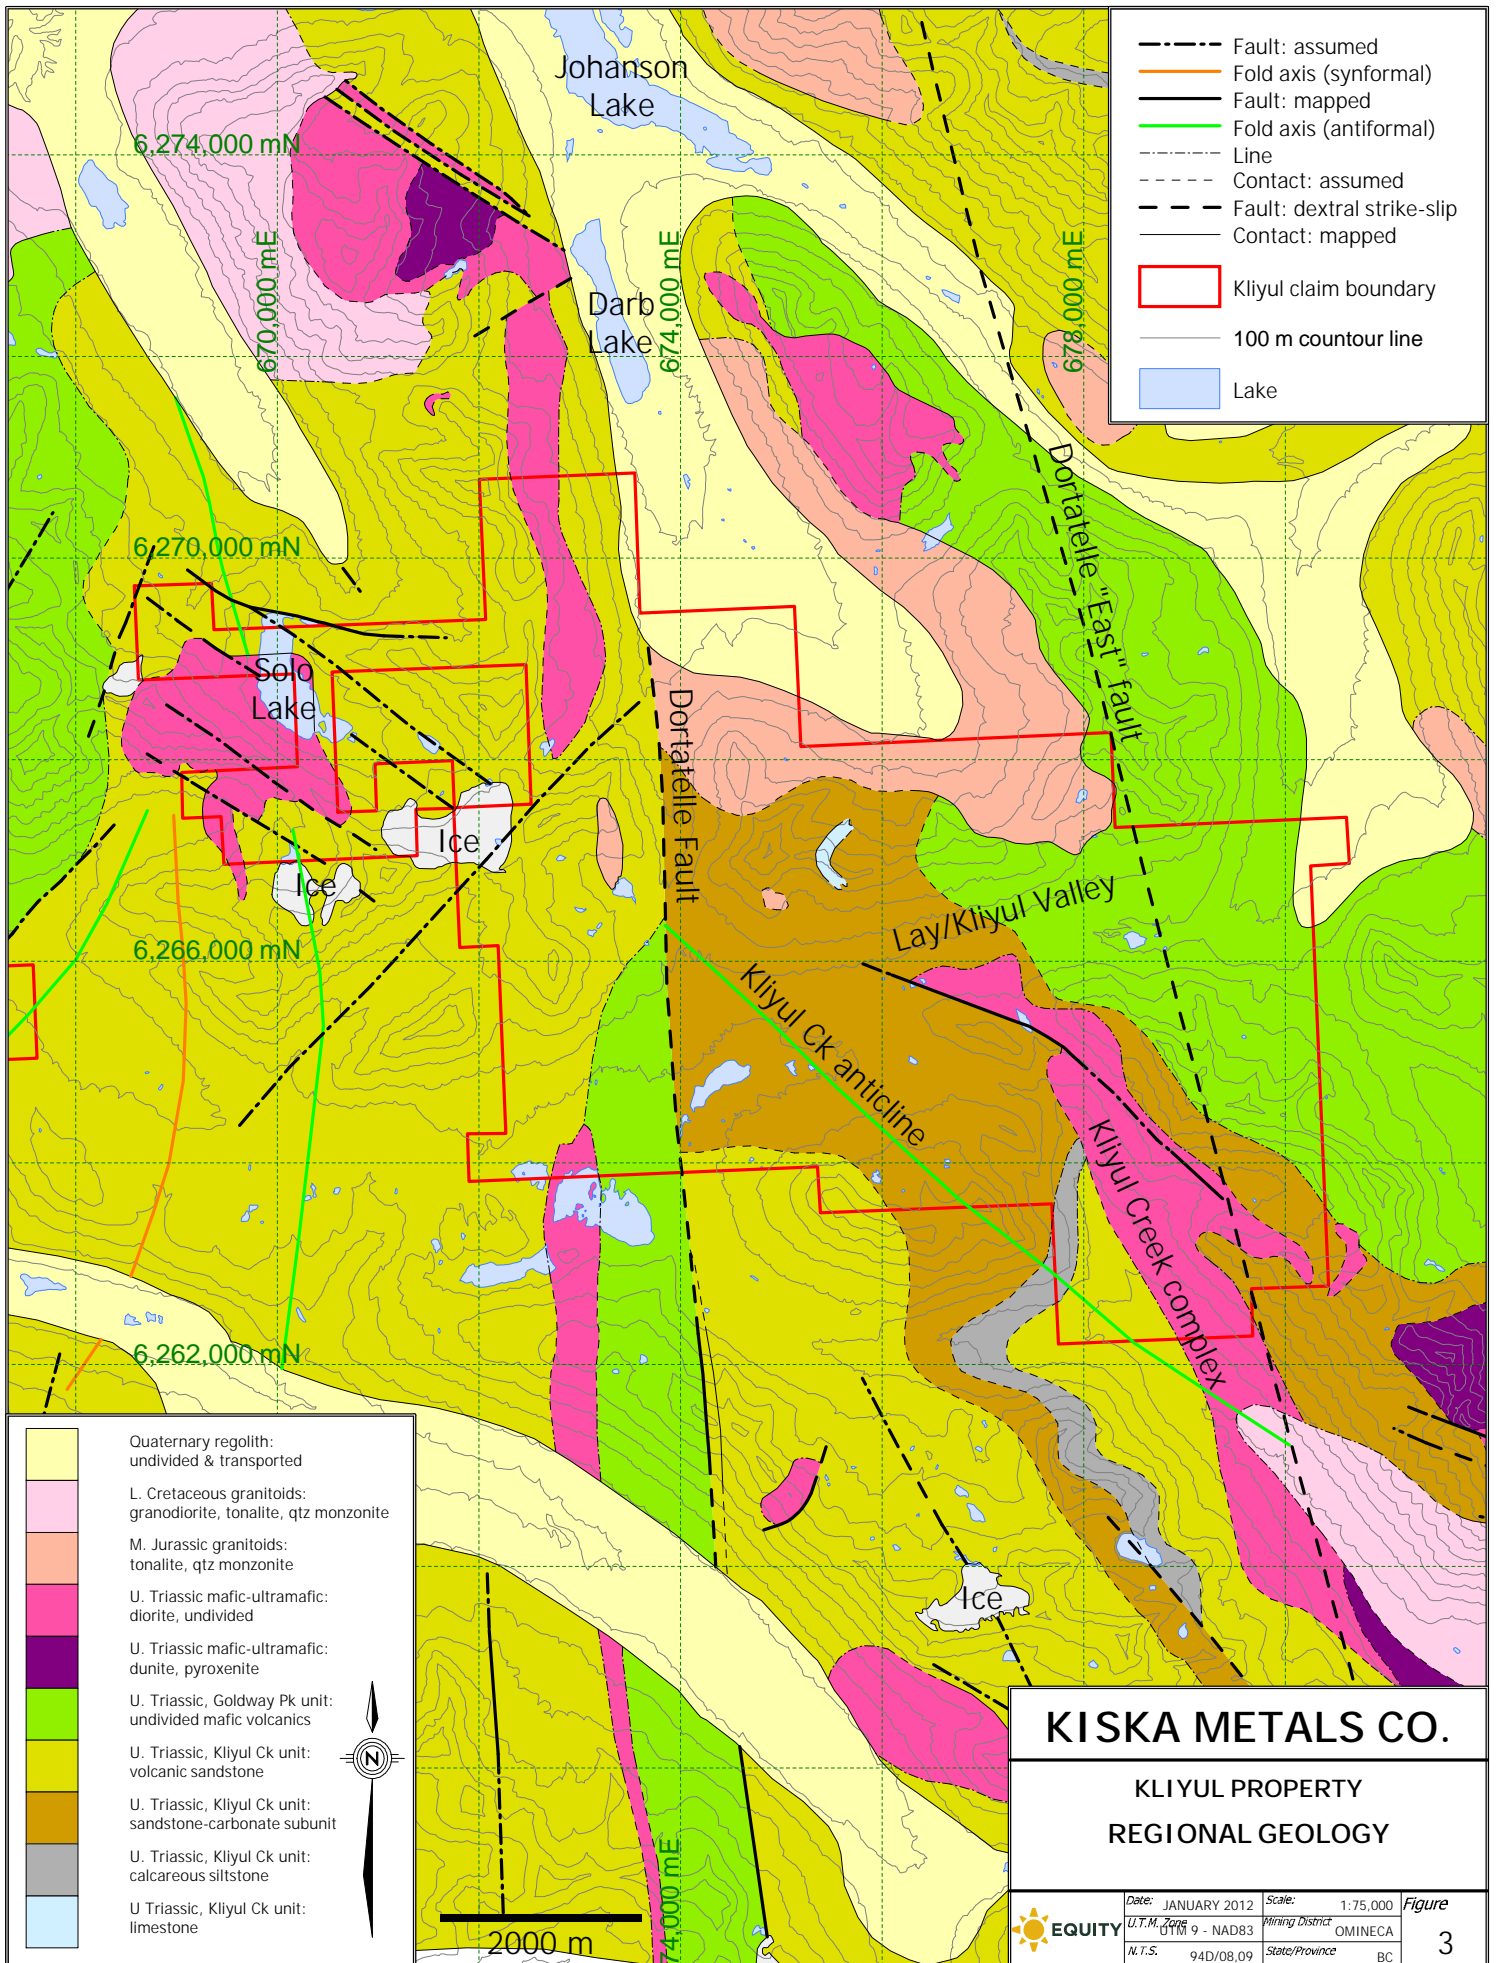 Fault: assumed
Fold axis (synformal)
Fault: mapped
Fold axis (antiformal)
Line
Contact: assumed
Fault: dextral strike-slip
Contact: mapped
Kliyul claim boundary
100 m countour line
Lake
Johanson
Lake
6,274,000 mN
670,000 mE
674,000 mE
678,000 mE
Darb
Lake
Dortatelle "East" fault
6,270,000 mN
Solo
Lake
Dortatelle Fault
Ice
Ice
Lay/Kliyul Valley
6,266,000 mN
Kliyul Ck anticline
Kliyul Creek complex
6,262,000 mN
Ice
Quaternary regolith:
undivided & transported
L. Cretaceous granitoids:
granodiorite, tonalite, qtz monzonite
M. Jurassic granitoids:
tonalite, qtz monzonite
U. Triassic mafic-ultramafic:
diorite, undivided
U. Triassic mafic-ultramafic:
dunite, pyroxenite
U. Triassic, Goldway Pk unit:
undivided mafic volcanics
U. Triassic, Kliyul Ck unit:
volcanic sandstone
U. Triassic, Kliyul Ck unit:
sandstone-carbonate subunit
U. Triassic, Kliyul Ck unit:
calcareous siltstone
U Triassic, Kliyul Ck unit:
limestone
N
2000 m
74,000 mE
KISKA METALS CO.
KLIYUL PROPERTY
REGIONAL GEOLOGY
EQUITY
Date: JANUARY 2012
Scale: 1:75,000
U.T.M. Zone UTM 9 - NAD83
Mining District OMINECA
N.T.S. 94D/08,09
State/Province BC
Figure
3